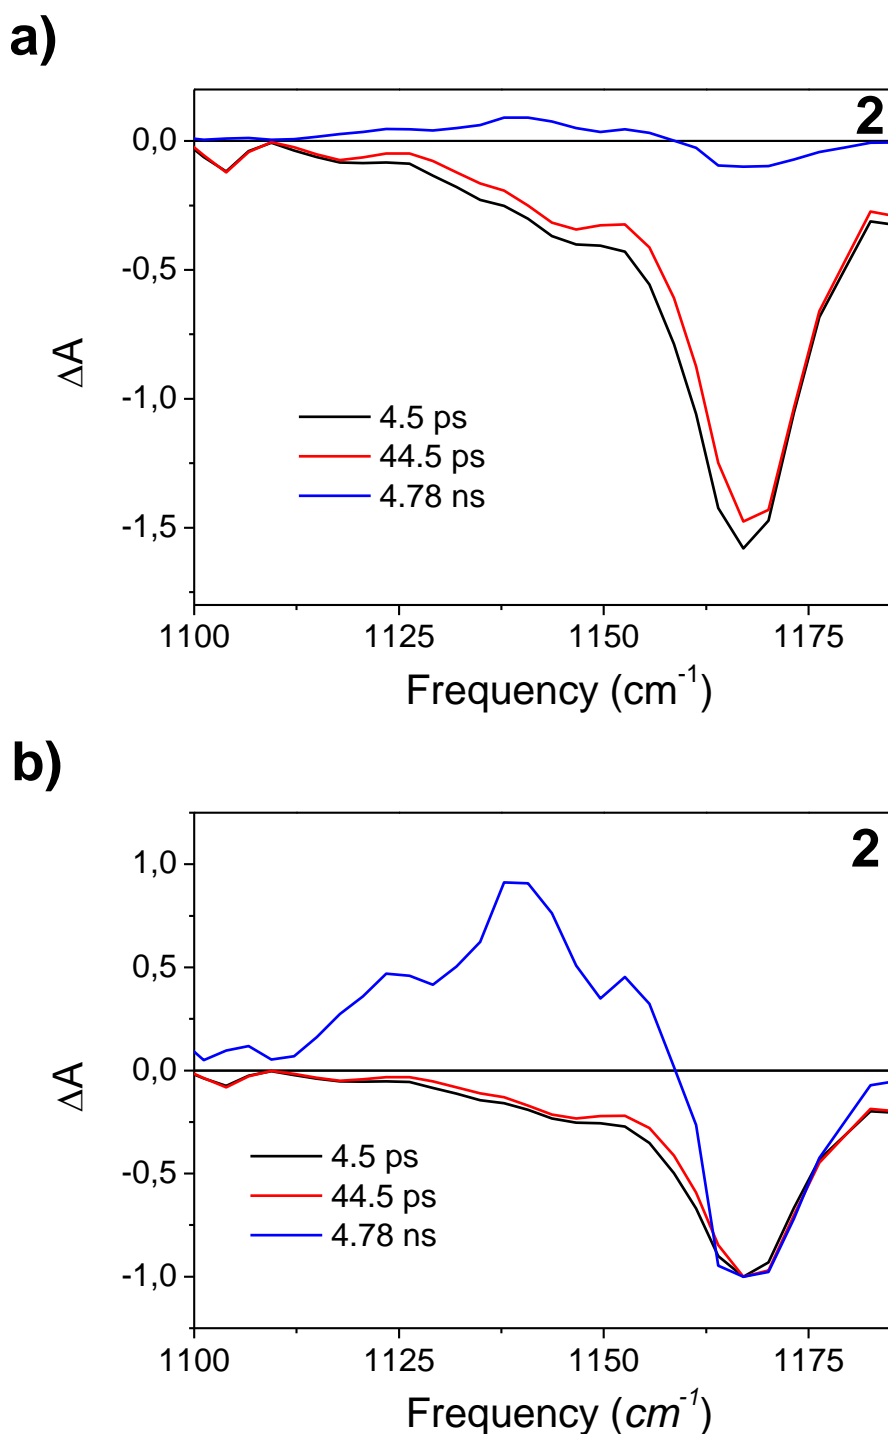 a)
2
0,0
-0,5
-1,0
-1,5
ΔA
4.5 ps
44.5 ps
4.78 ns
1100 1125 1150 1175
Frequency (cm⁻¹)
b)
2
1,0
0,5
0,0
-0,5
-1,0
ΔA
4.5 ps
44.5 ps
4.78 ns
1100 1125 1150 1175
Frequency (cm⁻¹)